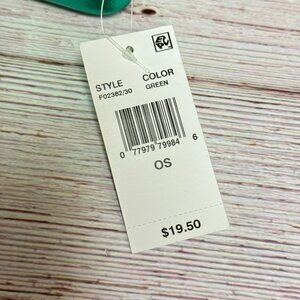 STYLE COLOR
F02382/30 GREEN
0 77979 79984 6
OS
$19.50